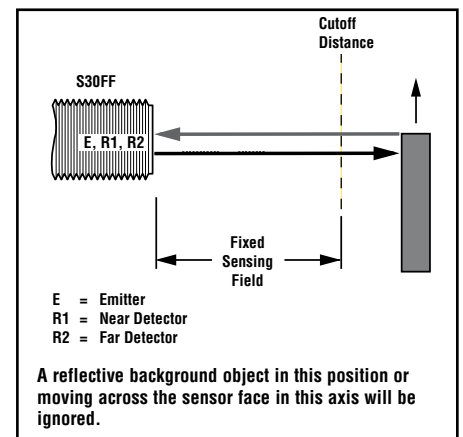 Cutoff
Distance
S30FF
E, R1, R2
Fixed
Sensing
Field
E = Emitter
R1 = Near Detector
R2 = Far Detector
A reflective background object in this position or
moving across the sensor face in this axis will be
ignored.